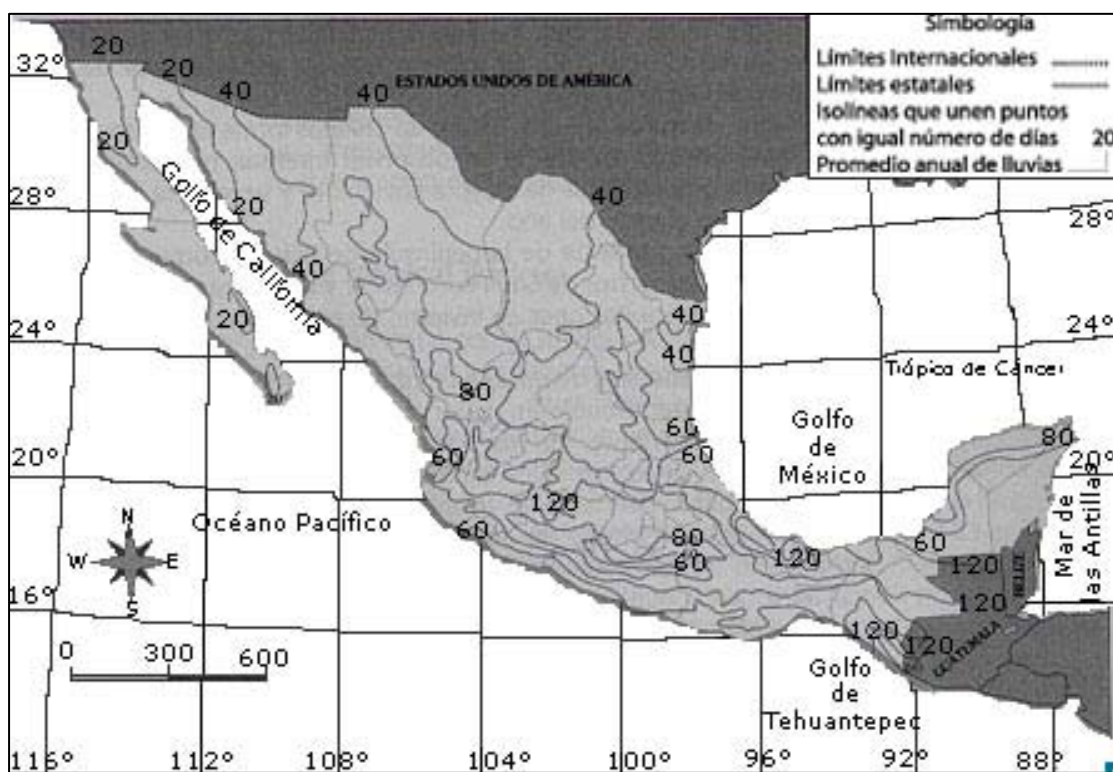 Simbología
Límites Internacionales
Límites estatales
Isolíneas que unen puntos
con igual número de días 20
Promedio anual de lluvias
20
32° 20 40 40
ESTADOS UNIDOS DE AMÉRICA
20
Golfo de California
28° 20 40 28°
40
20 40
24° 40 24°
Trópico de Cáncer
80
60 Golfo de México
60 80
20° 60 20°
120
Océano Pacífico
60 80 120 60
60 120
Mar de las Antillas
BELIZE
N
W E
S
16° 120
120 120
GUATEMALA
0 300 600
Golfo de Tehuantepec
115° 112° 108° 104° 100° 96° 92° 88°